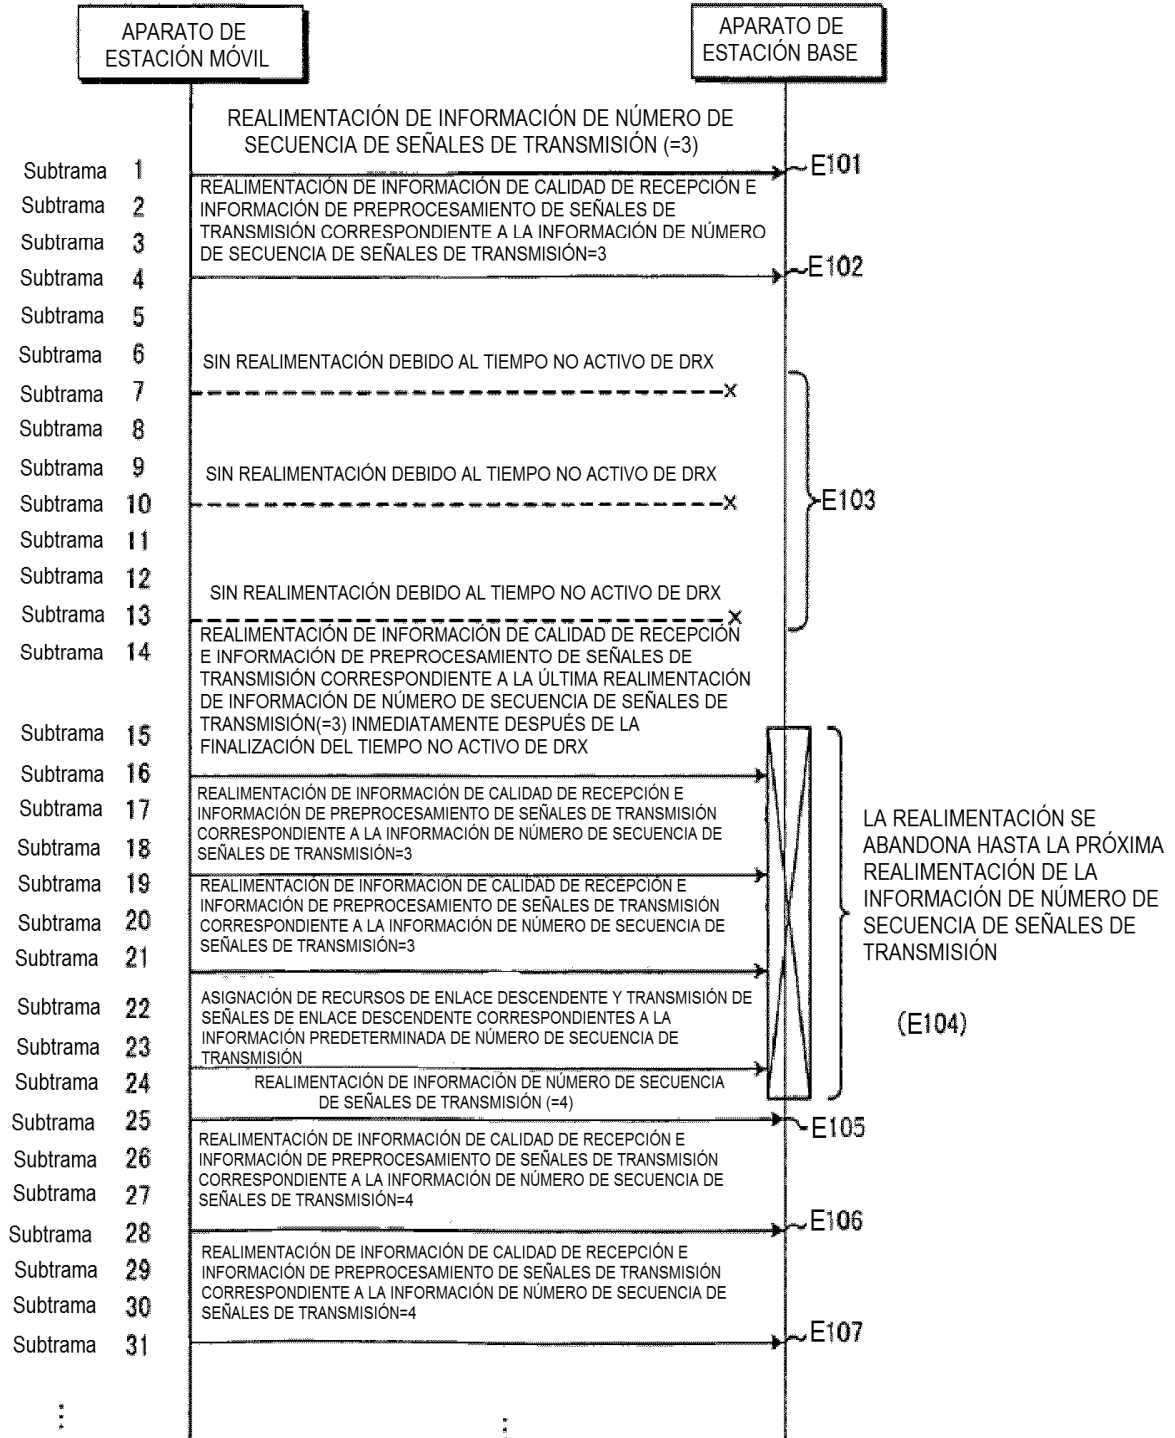 APARATO DE
ESTACIÓN MÓVIL
APARATO DE
ESTACIÓN BASE
REALIMENTACIÓN DE INFORMACIÓN DE NÚMERO DE
SECUENCIA DE SEÑALES DE TRANSMISIÓN (=3)
Subtrama 1
E101
REALIMENTACIÓN DE INFORMACIÓN DE CALIDAD DE RECEPCIÓN E
INFORMACIÓN DE PREPROCESAMIENTO DE SEÑALES DE
TRANSMISIÓN CORRESPONDIENTE A LA INFORMACIÓN DE NÚMERO
DE SECUENCIA DE SEÑALES DE TRANSMISIÓN=3
Subtrama 2
Subtrama 3
Subtrama 4
E102
Subtrama 5
Subtrama 6
SIN REALIMENTACIÓN DEBIDO AL TIEMPO NO ACTIVO DE DRX
Subtrama 7
X
Subtrama 8
Subtrama 9
SIN REALIMENTACIÓN DEBIDO AL TIEMPO NO ACTIVO DE DRX
Subtrama 10
X
E103
Subtrama 11
Subtrama 12
SIN REALIMENTACIÓN DEBIDO AL TIEMPO NO ACTIVO DE DRX
Subtrama 13
X
REALIMENTACIÓN DE INFORMACIÓN DE CALIDAD DE RECEPCIÓN
E INFORMACIÓN DE PREPROCESAMIENTO DE SEÑALES DE
TRANSMISIÓN CORRESPONDIENTE A LA ÚLTIMA REALIMENTACIÓN
DE INFORMACIÓN DE NÚMERO DE SECUENCIA DE SEÑALES DE
TRANSMISIÓN(=3) INMEDIATAMENTE DESPUÉS DE LA
FINALIZACIÓN DEL TIEMPO NO ACTIVO DE DRX
Subtrama 14
Subtrama 15
Subtrama 16
REALIMENTACIÓN DE INFORMACIÓN DE CALIDAD DE RECEPCIÓN E
INFORMACIÓN DE PREPROCESAMIENTO DE SEÑALES DE TRANSMISIÓN
CORRESPONDIENTE A LA INFORMACIÓN DE NÚMERO DE SECUENCIA DE
SEÑALES DE TRANSMISIÓN=3
Subtrama 17
Subtrama 18
Subtrama 19
REALIMENTACIÓN DE INFORMACIÓN DE CALIDAD DE RECEPCIÓN E
INFORMACIÓN DE PREPROCESAMIENTO DE SEÑALES DE TRANSMISIÓN
CORRESPONDIENTE A LA INFORMACIÓN DE NÚMERO DE SECUENCIA DE
SEÑALES DE TRANSMISIÓN=3
Subtrama 20
Subtrama 21
LA REALIMENTACIÓN SE
ABANDONA HASTA LA PRÓXIMA
REALIMENTACIÓN DE LA
INFORMACIÓN DE NÚMERO DE
SECUENCIA DE SEÑALES DE
TRANSMISIÓN
(E104)
ASIGNACIÓN DE RECURSOS DE ENLACE DESCENDENTE Y TRANSMISIÓN DE
SEÑALES DE ENLACE DESCENDENTE CORRESPONDIENTES A LA
INFORMACIÓN PREDETERMINADA DE NÚMERO DE SECUENCIA DE
TRANSMISIÓN
Subtrama 22
Subtrama 23
Subtrama 24
REALIMENTACIÓN DE INFORMACIÓN DE NÚMERO DE SECUENCIA
DE SEÑALES DE TRANSMISIÓN (=4)
Subtrama 25
E105
REALIMENTACIÓN DE INFORMACIÓN DE CALIDAD DE RECEPCIÓN E
INFORMACIÓN DE PREPROCESAMIENTO DE SEÑALES DE TRANSMISIÓN
CORRESPONDIENTE A LA INFORMACIÓN DE NÚMERO DE SECUENCIA DE
SEÑALES DE TRANSMISIÓN=4
Subtrama 26
Subtrama 27
Subtrama 28
E106
REALIMENTACIÓN DE INFORMACIÓN DE CALIDAD DE RECEPCIÓN E
INFORMACIÓN DE PREPROCESAMIENTO DE SEÑALES DE TRANSMISIÓN
CORRESPONDIENTE A LA INFORMACIÓN DE NÚMERO DE SECUENCIA DE
SEÑALES DE TRANSMISIÓN=4
Subtrama 29
Subtrama 30
Subtrama 31
E107